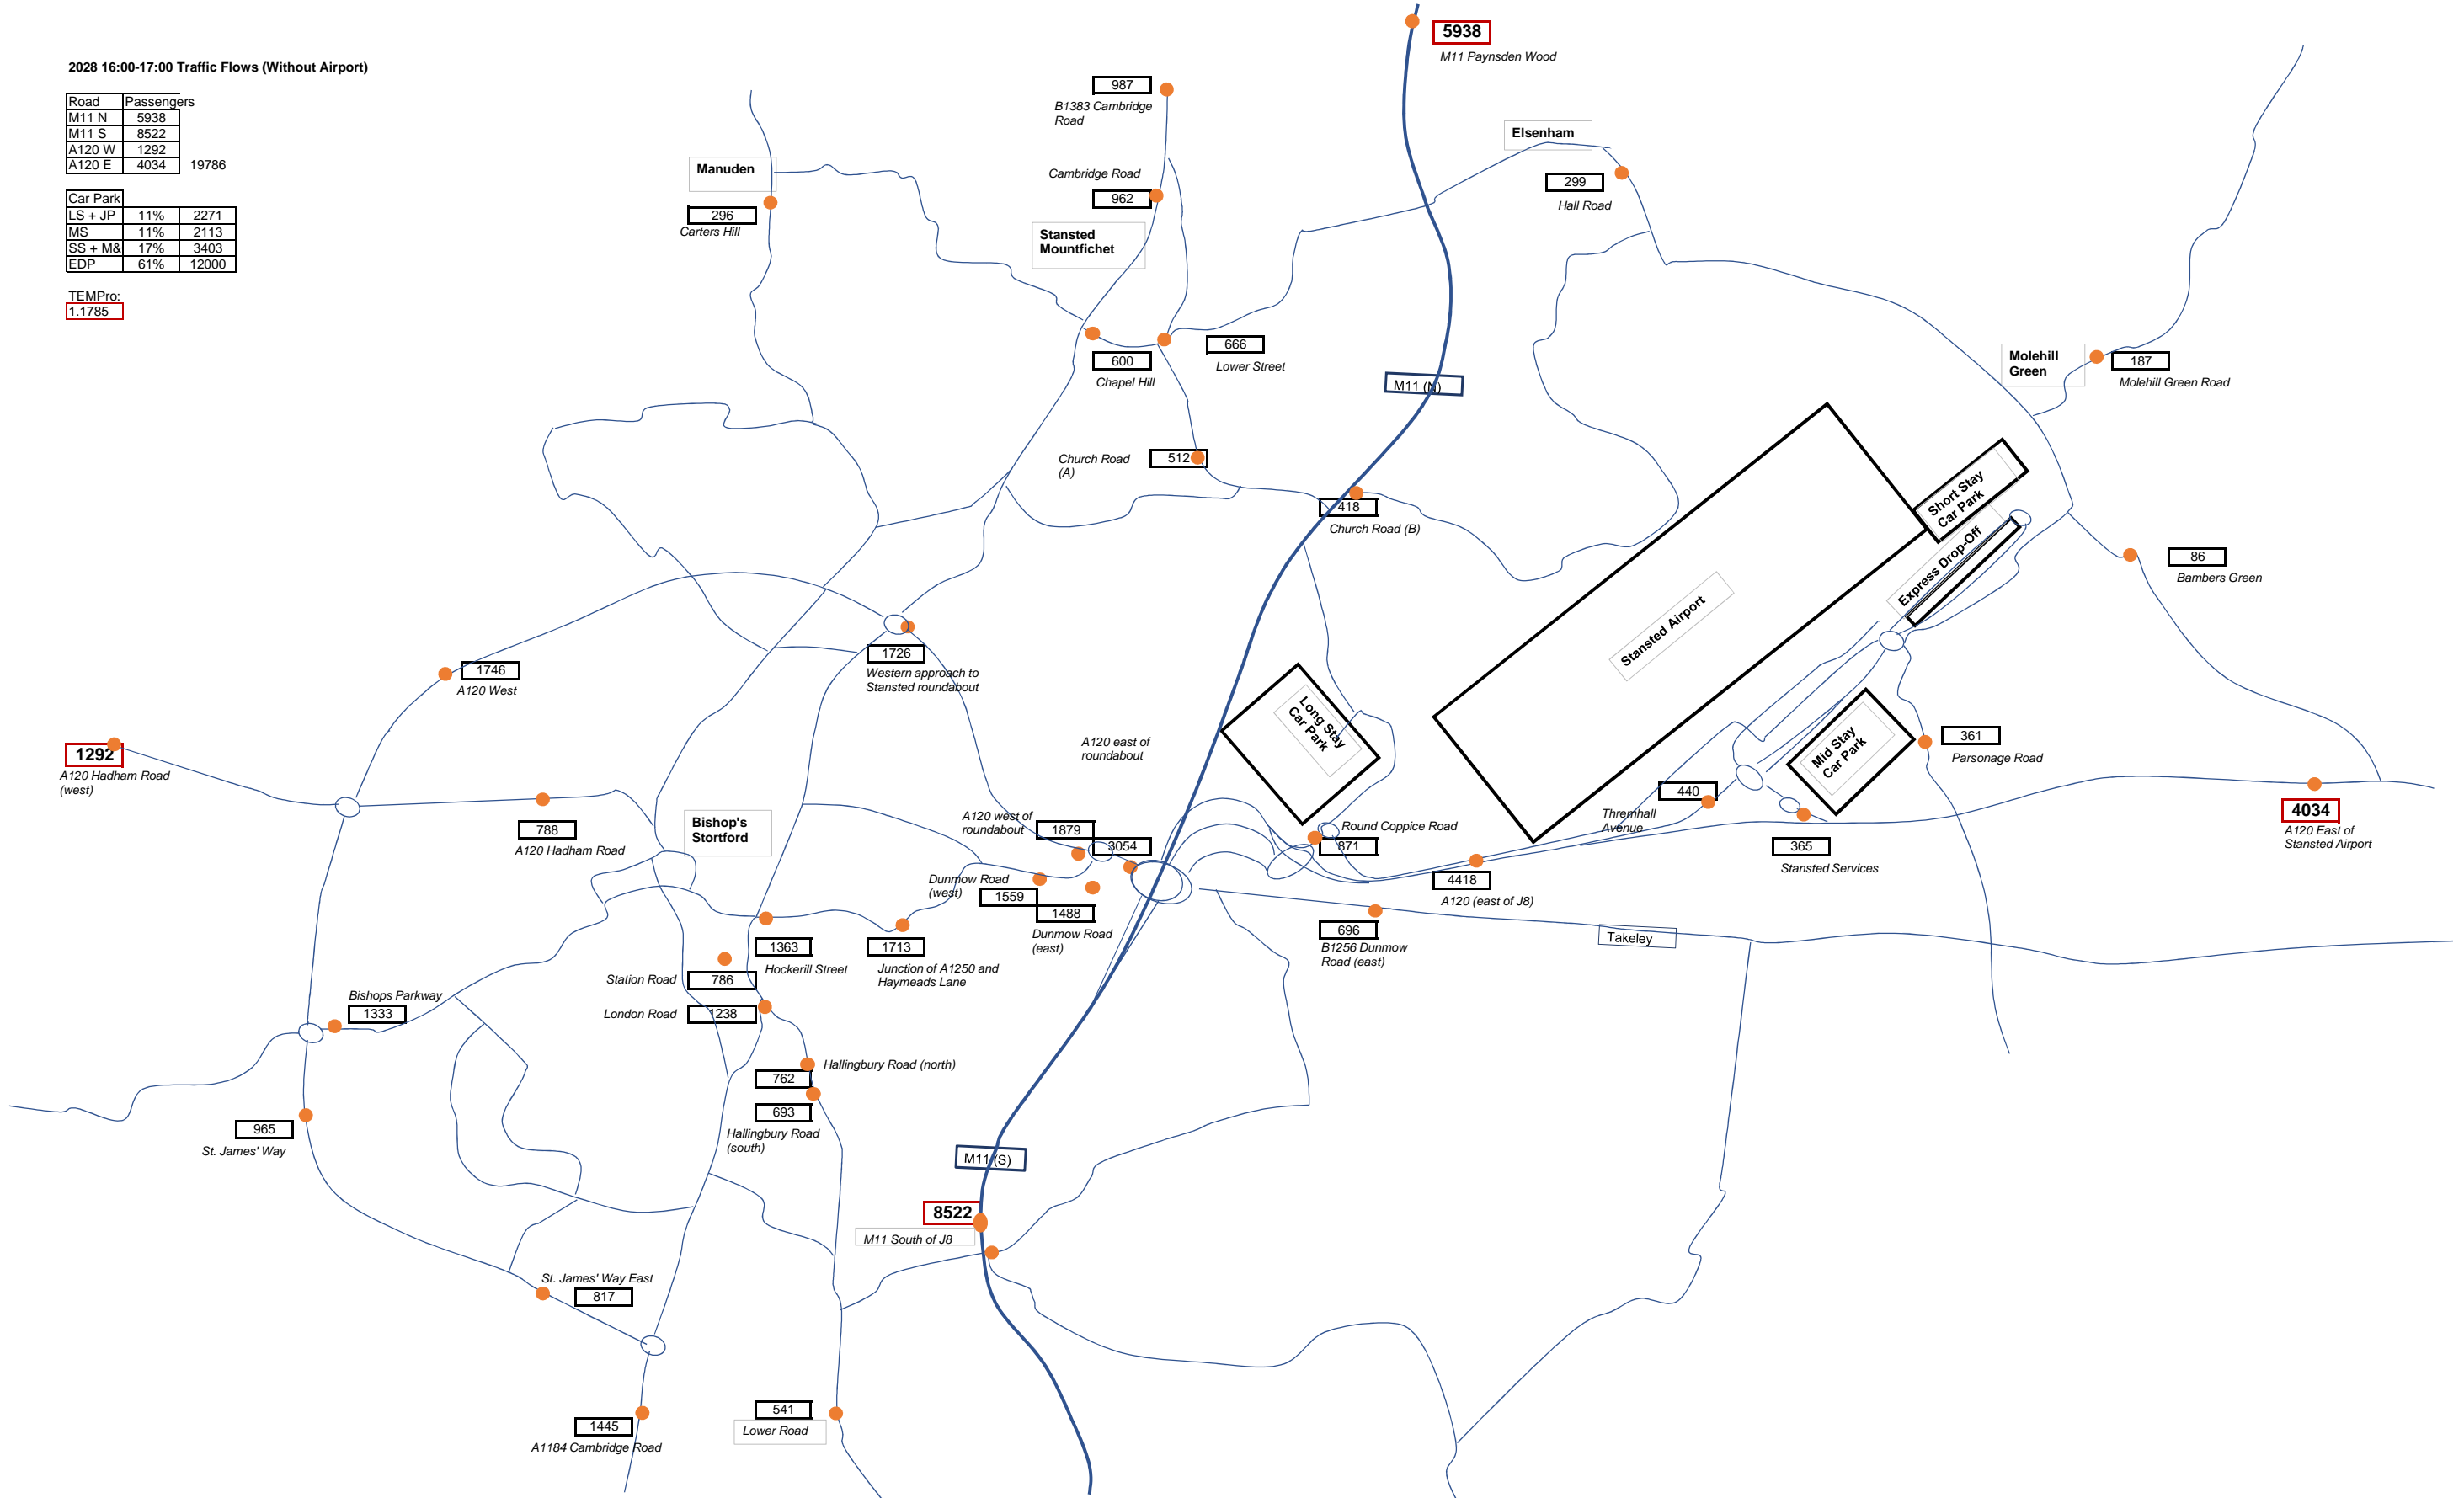 2028 16:00-17:00 Traffic Flows (Without Airport)
Road Passengers
M11 N 5938
M11 S 8522
A120 W 1292
A120 E 4034 19786
Car Park
LS + JP 11% 2271
MS 11% 2113
SS + M& 17% 3403
EDP 61% 12000
TEMPro:
1.1785
5938
M11 Paynsden Wood
987
B1383 Cambridge
Road
Elsenham
Manuden
Cambridge Road
962
299
Hall Road
296
Carters Hill
Stansted
Mountfichet
600
Chapel Hill
666
Lower Street
M11 (N)
Molehill
Green
187
Molehill Green Road
Church Road
(A)
512
418
Church Road (B)
Short Stay
Car Park
Express Drop-Off
86
Bambers Green
Stansted Airport
1726
Western approach to
Stansted roundabout
1746
A120 West
Long Stay
Car Park
Mid Stay
Car Park
361
Parsonage Road
1292
A120 Hadham Road
(west)
A120 east of
roundabout
440
Thremhall
Avenue
4034
A120 East of
Stansted Airport
788
A120 Hadham Road
Bishop's
Stortford
A120 west of
roundabout
1879
3054
Round Coppice Road
871
365
Stansted Services
Dunmow Road
(west)
1559
1488
Dunmow Road
(east)
4418
A120 (east of J8)
696
B1256 Dunmow
Road (east)
Takeley
1363
Hockerill Street
1713
Junction of A1250 and
Haymeads Lane
Station Road
786
London Road
1238
Bishops Parkway
1333
Hallingbury Road (north)
762
693
Hallingbury Road
(south)
965
St. James' Way
M11 (S)
8522
M11 South of J8
St. James' Way East
817
541
Lower Road
1445
A1184 Cambridge Road